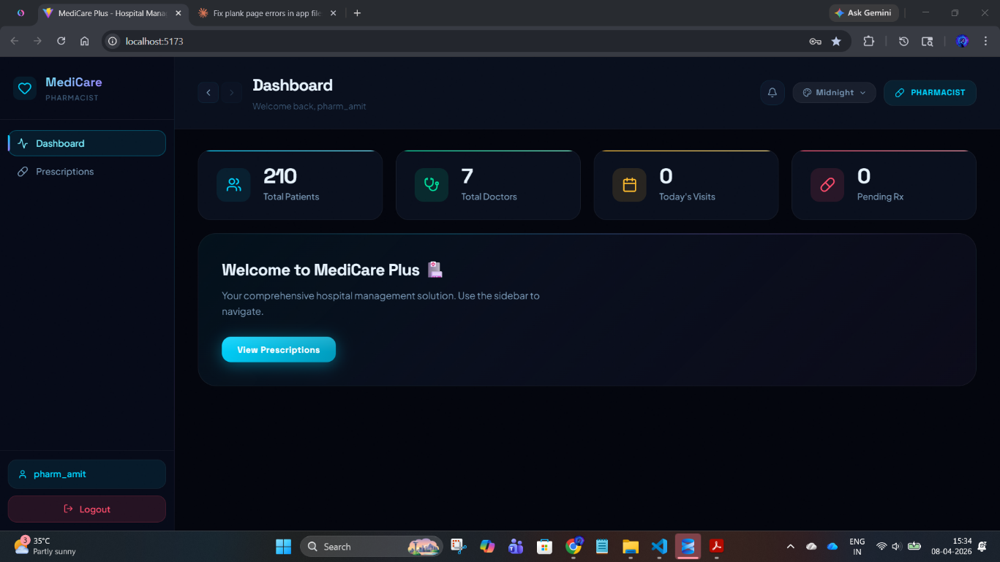 MediCare Plus - Hospital Mana
Fix plank page errors in app file
Ask Gemini
localhost:5173
MediCare
PHARMACIST
Dashboard
Prescriptions
pharm_amit
Logout
Dashboard
Welcome back, pharm_amit
Midnight
PHARMACIST
210
Total Patients
7
Total Doctors
0
Today's Visits
0
Pending Rx
Welcome to MediCare Plus
Your comprehensive hospital management solution. Use the sidebar to
navigate.
View Prescriptions
3
35°C
Partly sunny
Search
ENG
IN
15:34
08-04-2026